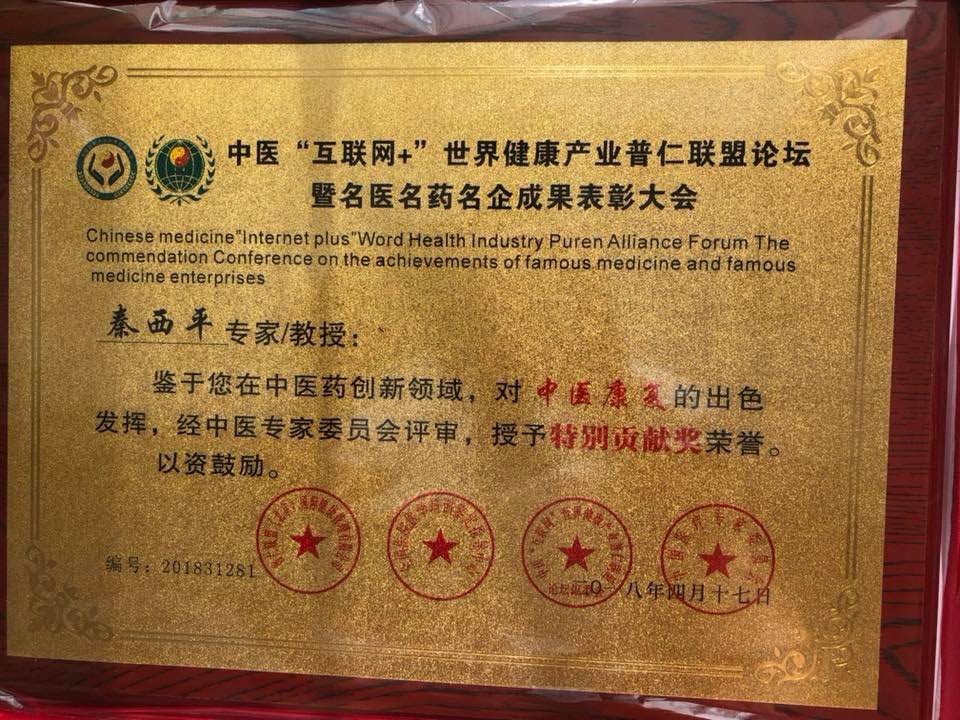 中医“互联网+”世界健康产业普仁联盟论坛
暨名医名药名企成果表彰大会
Chinese medicine"Internet plus"Word Health Industry Puren Alliance Forum The
commendation Conference on the achievements of famous medicine and famous
medicine enterprises
秦西平 专家/教授：
鉴于您在中医药创新领域，对 中医康复的出色
发挥，经中医专家委员会评审，授予特别贡献奖荣誉。
以资鼓励。
编号：201831281
二〇一八年四月十七日